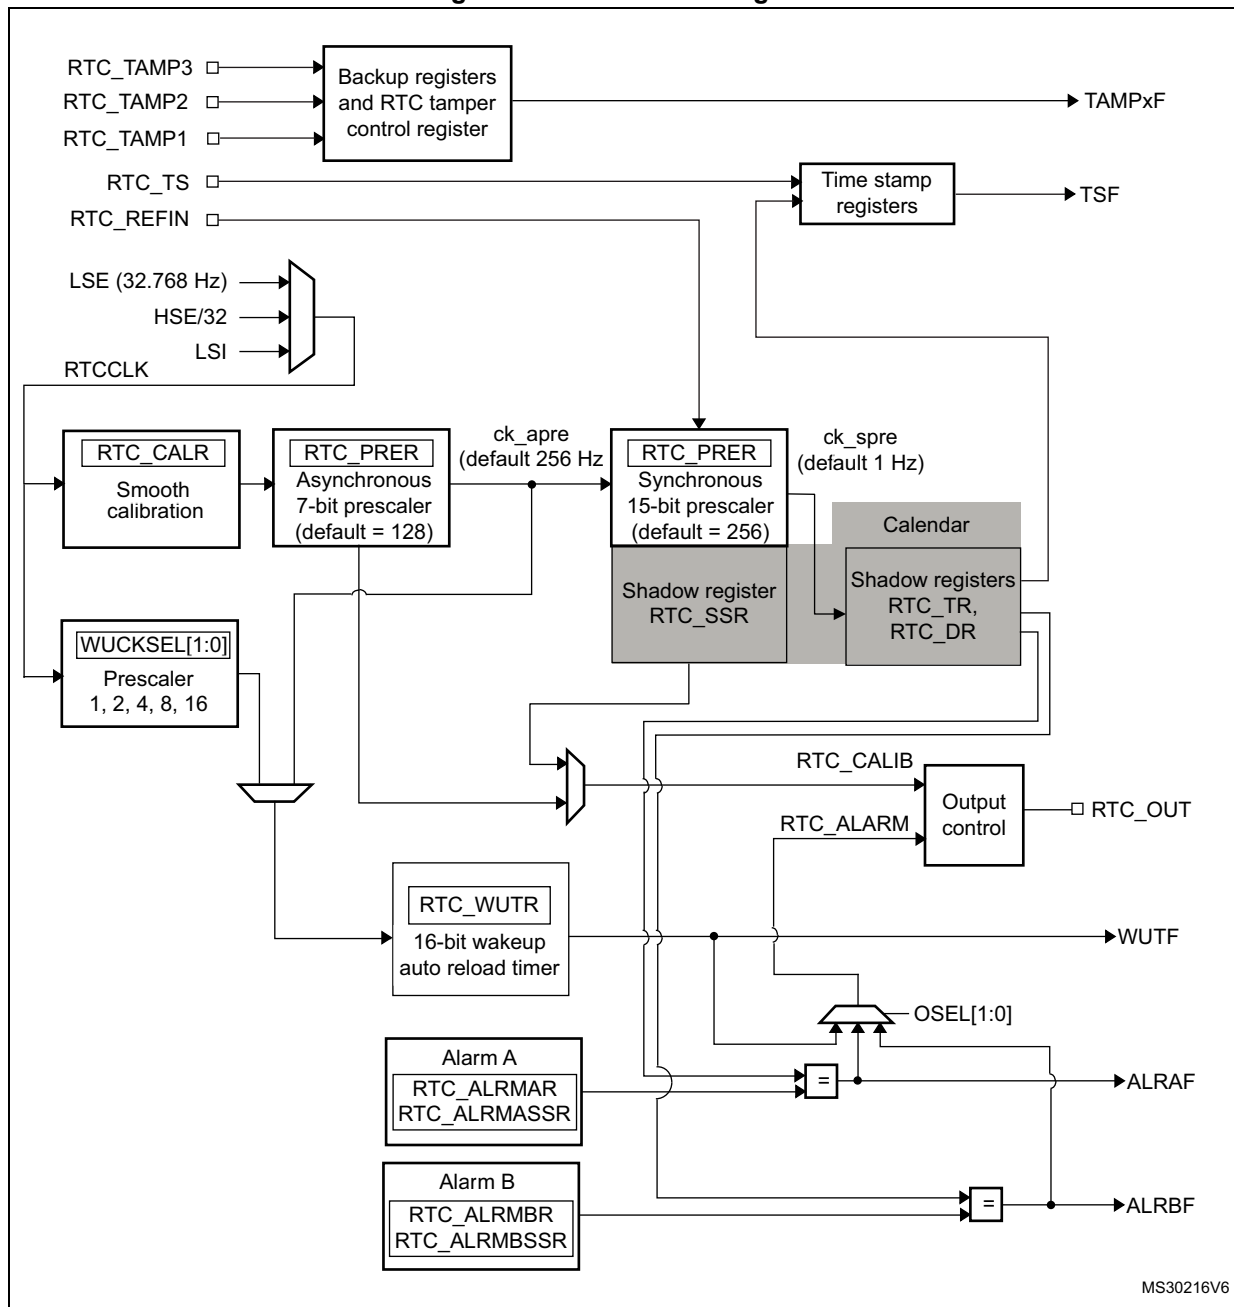 RTC_TAMP3
RTC_TAMP2
RTC_TAMP1
RTC_TS
RTC_REFIN
Backup registers
and RTC tamper
control register
TAMPxF
Time stamp
registers
TSF
LSE (32.768 Hz)
HSE/32
LSI
RTCCLK
RTC_CALR
Smooth
calibration
RTC_PRER
Asynchronous
7-bit prescaler
(default = 128)
ck_apre
(default 256 Hz
RTC_PRER
Synchronous
15-bit prescaler
(default = 256)
ck_spre
(default 1 Hz)
Calendar
Shadow register
RTC_SSR
Shadow registers
RTC_TR,
RTC_DR
WUCKSEL[1:0]
Prescaler
1, 2, 4, 8, 16
RTC_CALIB
RTC_ALARM
Output
control
RTC_OUT
RTC_WUTR
16-bit wakeup
auto reload timer
WUTF
OSEL[1:0]
Alarm A
RTC_ALRMAR
RTC_ALRMASSR
=
ALRAF
Alarm B
RTC_ALRMBR
RTC_ALRMBSSR
=
ALRBF
MS30216V6